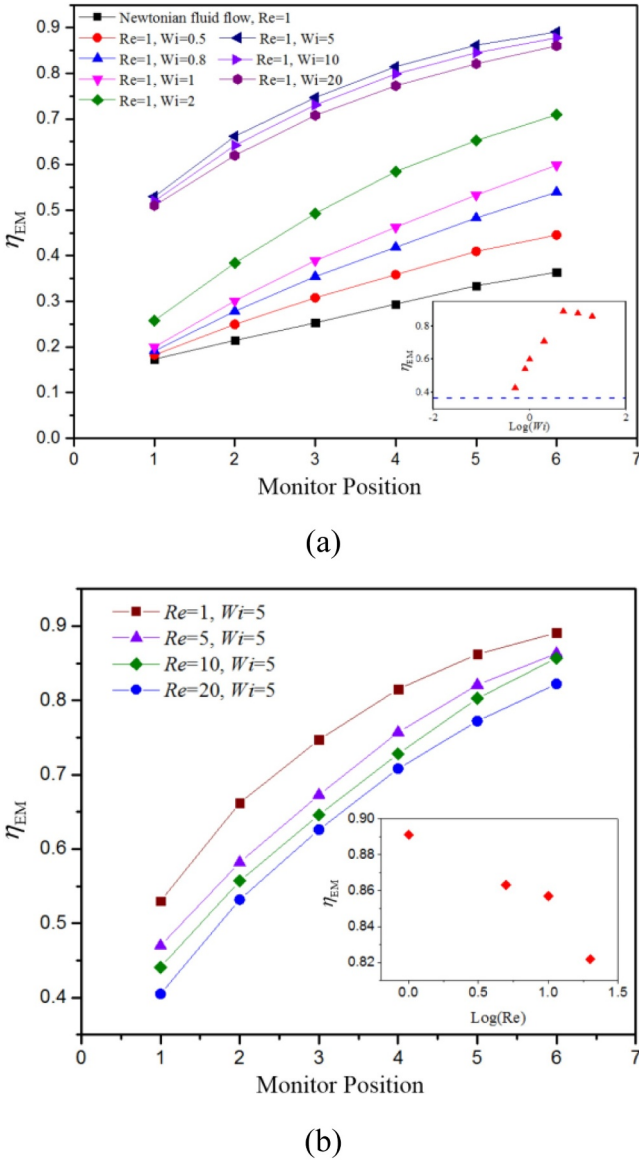 Newtonian fluid flow, Re=1
Re=1, Wi=0.5 Re=1, Wi=5
Re=1, Wi=0.8 Re=1, Wi=10
Re=1, Wi=1 Re=1, Wi=20
Re=1, Wi=2
0.9
0.8
0.7
0.6
0.5
0.4
0.3
0.2
0.1
0.0
ηEM
0 1 2 3 4 5 6 7
Monitor Position
0.8
0.6
0.4
ηEM
-2 0 2
Log(Wi)
(a)
Re=1, Wi=5
Re=5, Wi=5
Re=10, Wi=5
Re=20, Wi=5
0.9
0.8
0.7
0.6
0.5
0.4
ηEM
0 1 2 3 4 5 6 7
Monitor Position
0.90
0.88
0.86
0.84
0.82
ηEM
0.0 0.5 1.0 1.5
Log(Re)
(b)